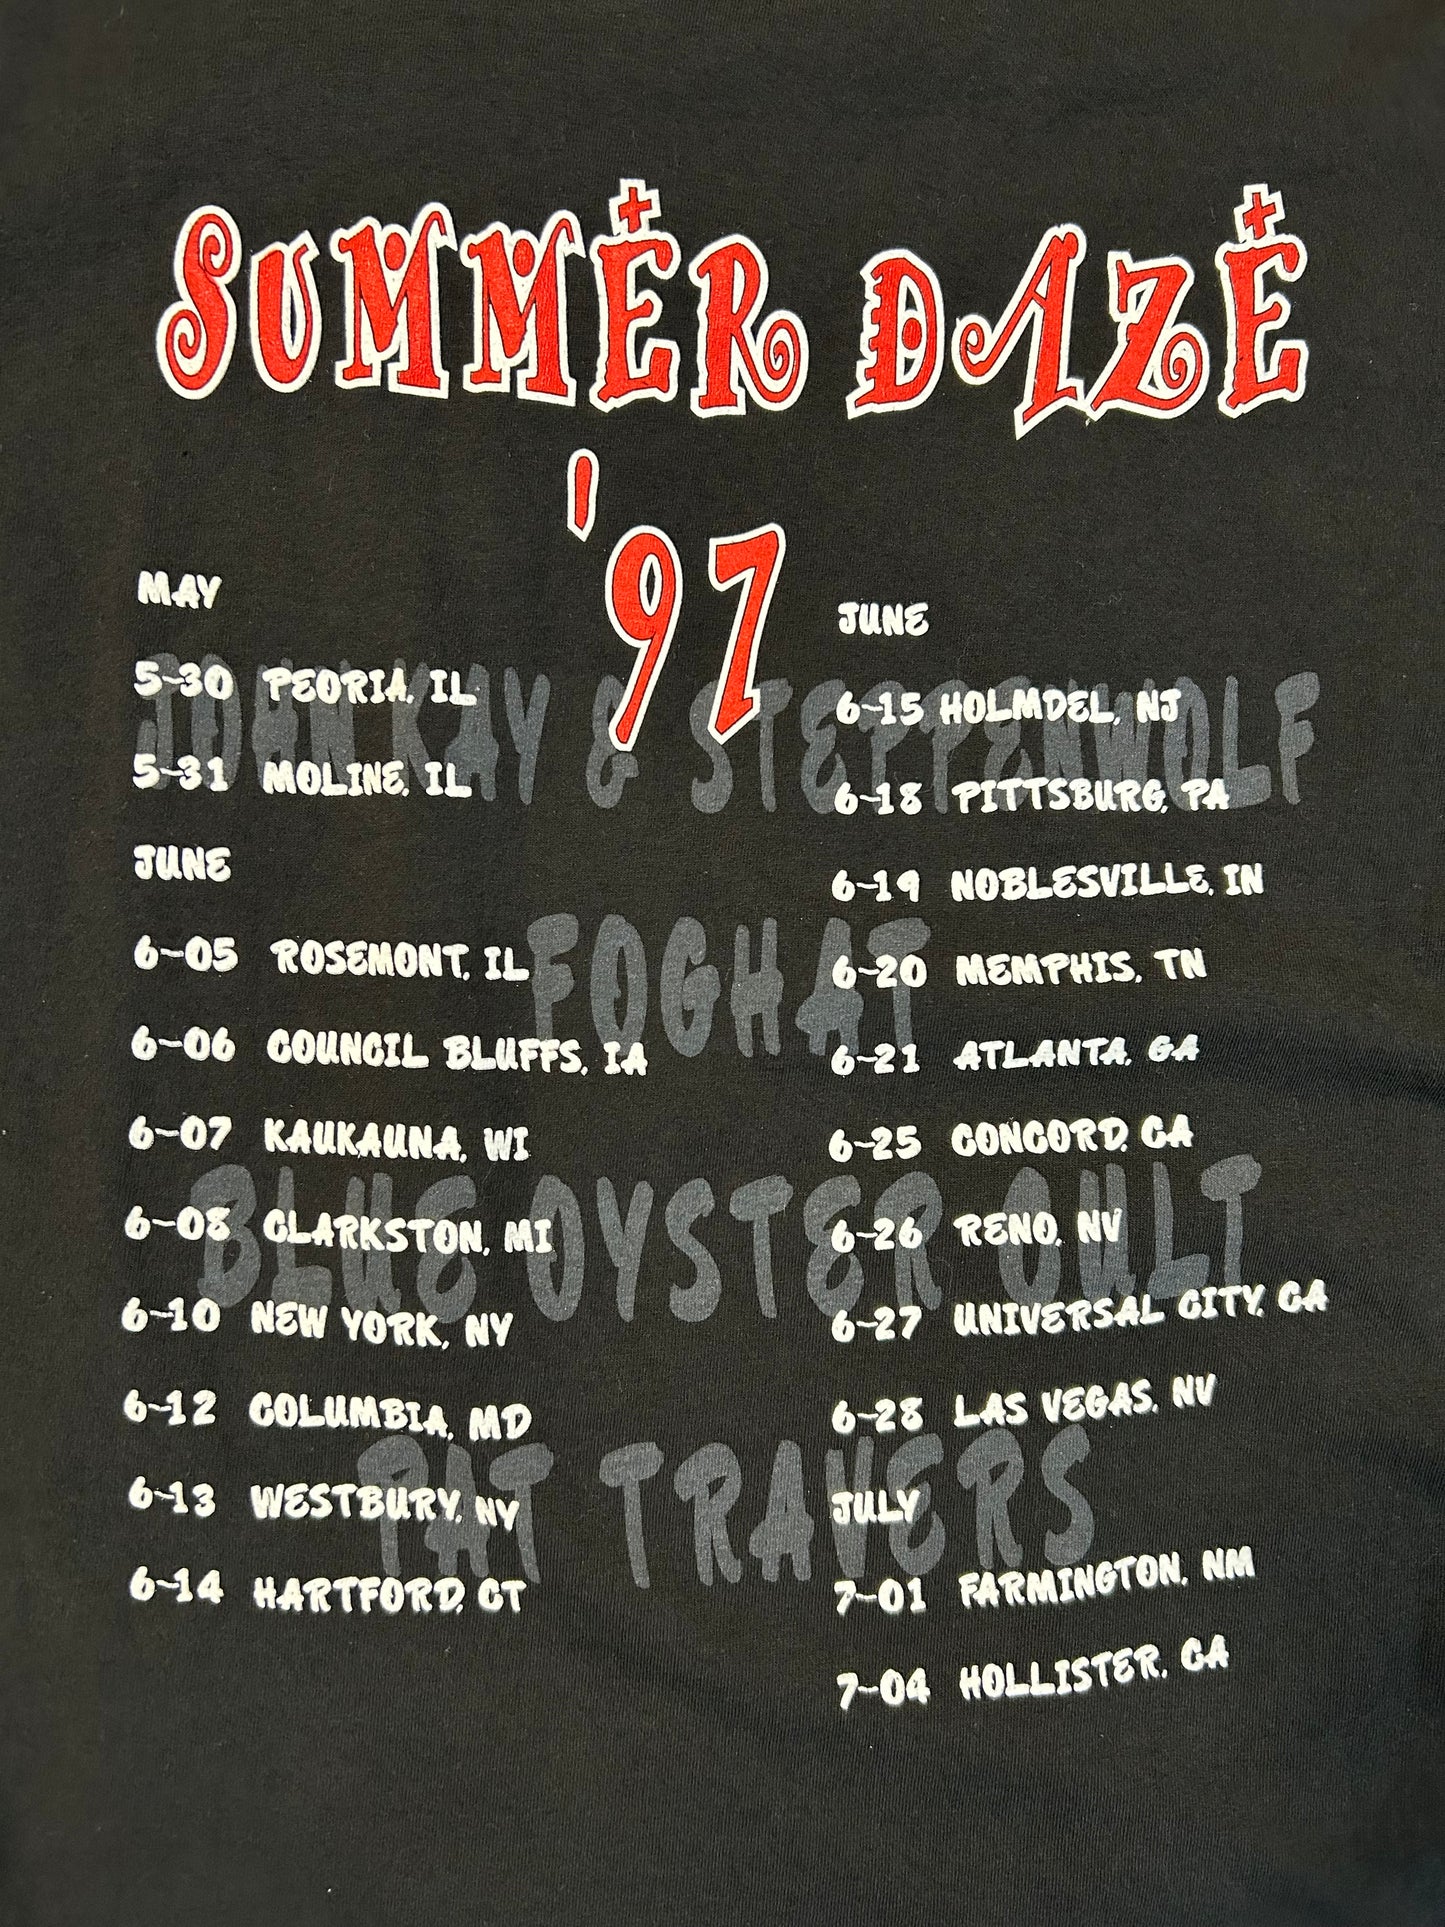 SUMMER DAZE
'97
MAY
5-30 PEORIA, IL
5-31 MOLINE, IL
JUNE
6-05 ROSEMONT, IL
6-06 COUNCIL BLUFFS, IA
6-07 KAUKAUNA, WI
6-08 CLARKSTON, MI
6-10 NEW YORK, NY
6-12 COLUMBIA, MD
6-13 WESTBURY, NY
6-14 HARTFORD, CT
JUNE
6-15 HOLMDEL, NJ
6-18 PITTSBURG, PA
6-19 NOBLESVILLE, IN
6-20 MEMPHIS, TN
6-21 ATLANTA, GA
6-25 CONCORD, CA
6-26 RENO, NV
6-27 UNIVERSAL CITY, CA
6-28 LAS VEGAS, NV
JULY
7-01 FARMINGTON, NM
7-04 HOLLISTER, CA
JOHN KAY & STEPPENWOLF
FOGHAT
BLUE OYSTER CULT
PAT TRAVERS